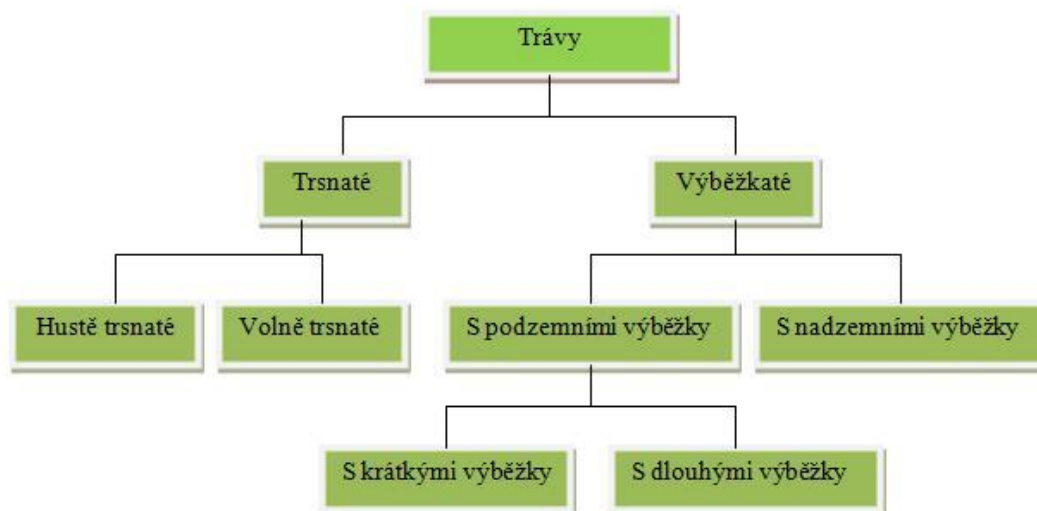 Trávy
Trsnaté
Výběžkaté
Hustě trsnaté
Volně trsnaté
S podzemními výběžky
S nadzemními výběžky
S krátkými výběžky
S dlouhými výběžky